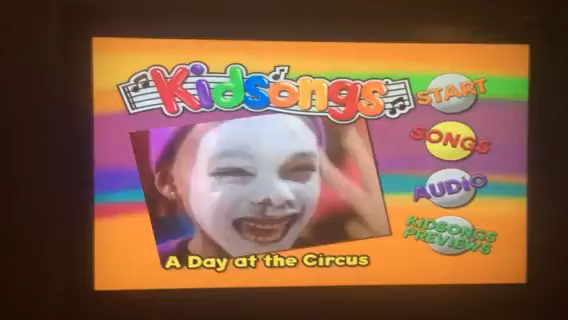 Kidsongs
START
SONGS
AUDIO
KIDSONGS
PREVIEWS
A Day at the Circus